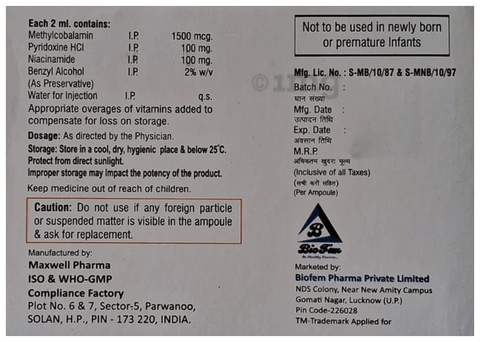 Each 2 ml. contains:
Methylcobalamin I.P. 1500 mcg.
Pyridoxine HCl I.P. 100 mg.
Niacinamide I.P. 100 mg.
Benzyl Alcohol I.P. 2% w/v
(As Preservative)
Water for Injection I.P. q.s.
Appropriate overages of vitamins added to
compensate for loss on storage.
Dosage: As directed by the Physician.
Storage: Store in a cool, dry, hygienic place & below 25°C.
Protect from direct sunlight.
Improper storage may Impact the potency of the product.
Keep medicine out of reach of children.
Caution: Do not use if any foreign particle
or suspended matter is visible in the ampoule
& ask for replacement.
Manufactured by:
Maxwell Pharma
ISO & WHO-GMP
Compliance Factory
Plot No. 6 & 7, Sector-5, Parwanoo,
SOLAN, H.P., PIN - 173 220, INDIA.
Not to be used in newly born
or premature Infants
Mfg. Lic. No. : S-MB/10/87 & S-MNB/10/97
Batch No. :
घान संख्या
Mfg. Date :
उत्पादन तिथि
Exp. Date :
अवसान तिथि
M.R.P. :
अधिकतम खुदरा मूल्य
(Inclusive of all Taxes)
(सभी करों सहित)
(Per Ampoule)
B
BioFem
Marketed by:
Biofem Pharma Private Limited
NDS Colony, Near New Amity Campus
Gomati Nagar, Lucknow (U.P.)
Pin Code-226028
TM-Trademark Applied for